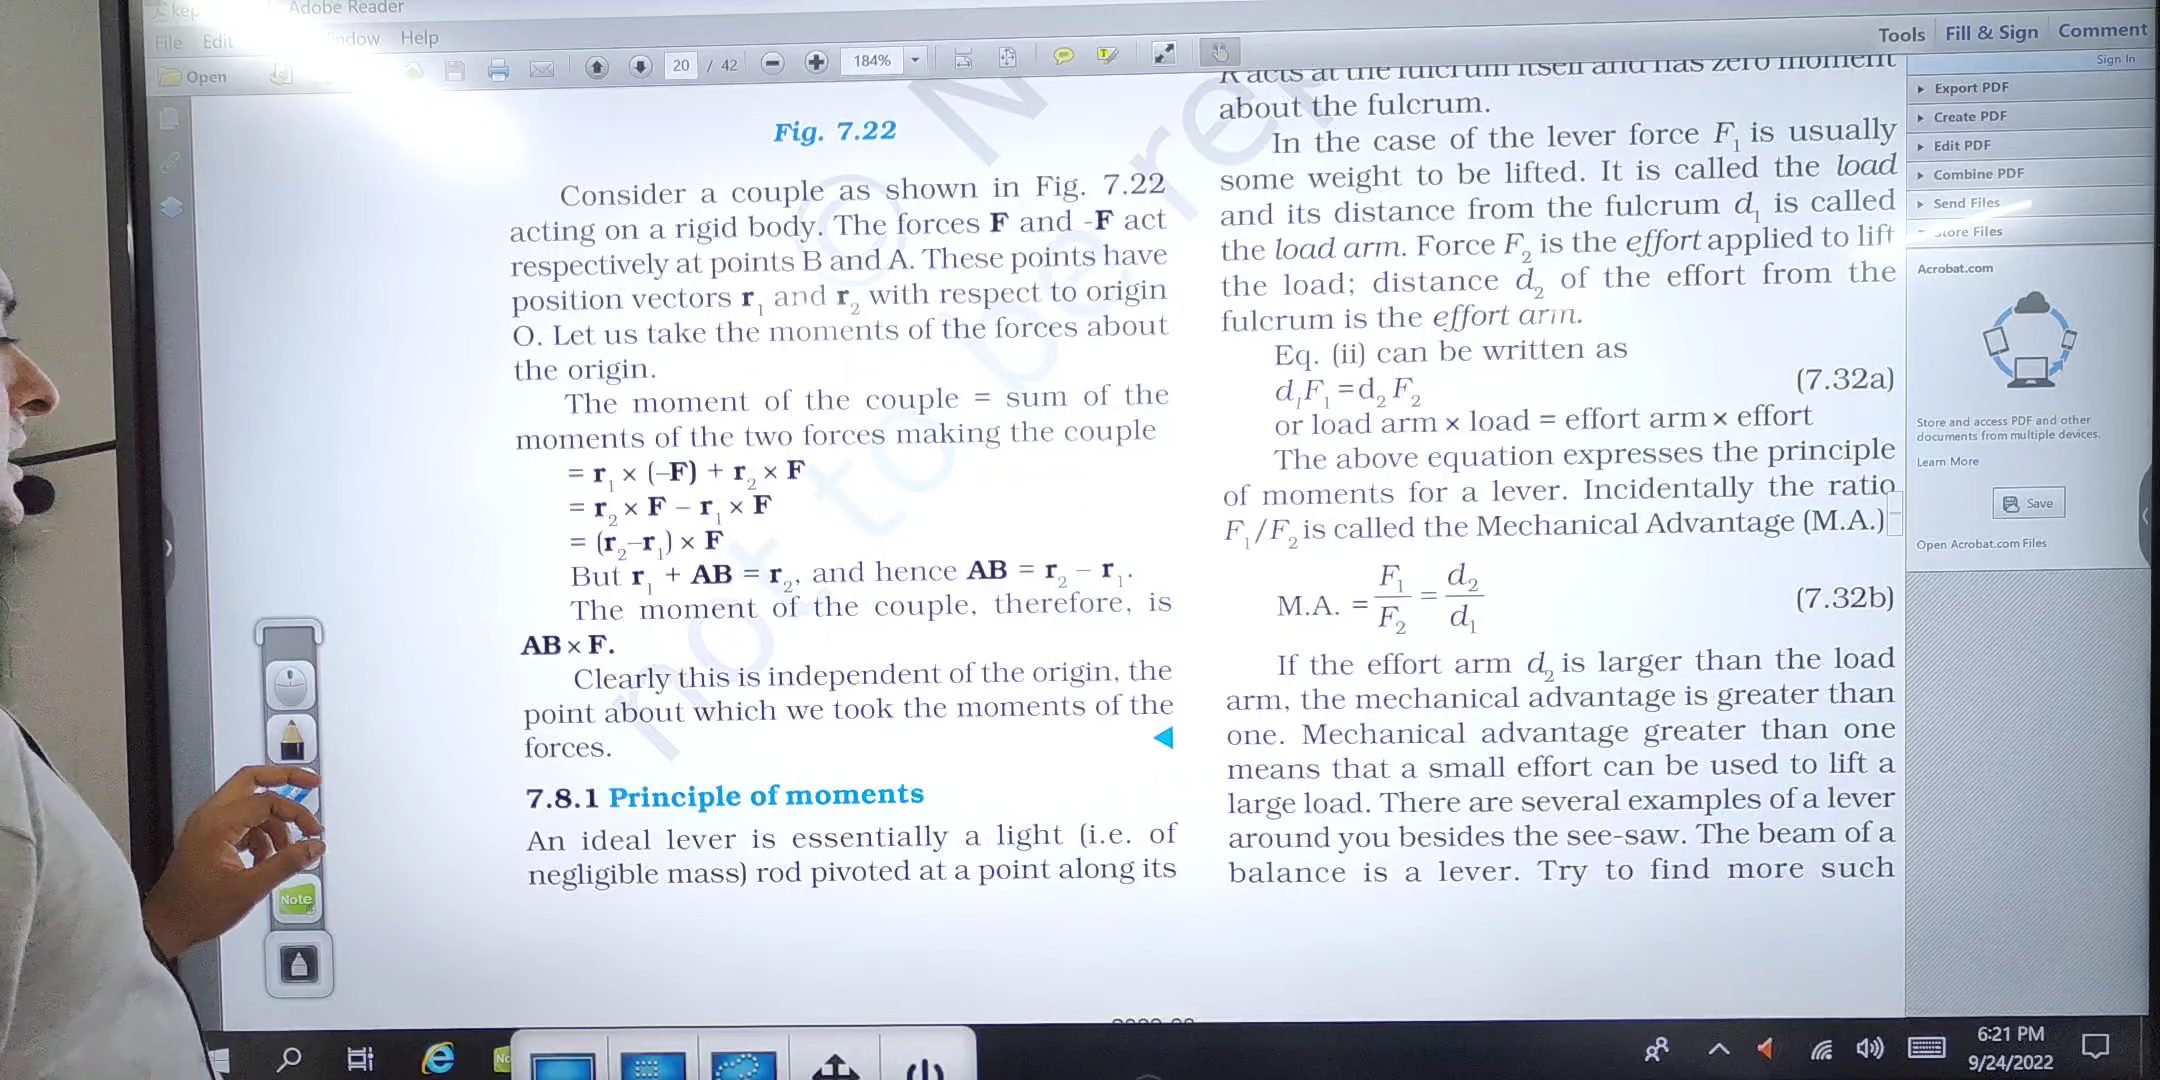 Adobe Reader
File Edit Window Help
Tools Fill & Sign Comment
Open 20 / 42 184%
Sign In
Fig. 7.22
Consider a couple as shown in Fig. 7.22
acting on a rigid body. The forces F and -F act
respectively at points B and A. These points have
position vectors r1 and r2 with respect to origin
O. Let us take the moments of the forces about
the origin.
The moment of the couple = sum of the
moments of the two forces making the couple
= r1 × (–F) + r2 × F
= r2 × F – r1 × F
= (r2–r1) × F
But r1 + AB = r2, and hence AB = r2 – r1.
The moment of the couple, therefore, is
AB × F.
Clearly this is independent of the origin, the
point about which we took the moments of the
forces.
7.8.1 Principle of moments
An ideal lever is essentially a light (i.e. of
negligible mass) rod pivoted at a point along its
R acts at the fulcrum itself and has zero moment
about the fulcrum.
In the case of the lever force F1 is usually
some weight to be lifted. It is called the load
and its distance from the fulcrum d1 is called
the load arm. Force F2 is the effort applied to lift
the load; distance d2 of the effort from the
fulcrum is the effort arm.
Eq. (ii) can be written as
d1F1 =d2 F2 (7.32a)
or load arm × load = effort arm × effort
The above equation expresses the principle
of moments for a lever. Incidentally the ratio
F1/F2 is called the Mechanical Advantage (M.A.)
M.A. = F1/F2 = d2/d1 (7.32b)
If the effort arm d2 is larger than the load
arm, the mechanical advantage is greater than
one. Mechanical advantage greater than one
means that a small effort can be used to lift a
large load. There are several examples of a lever
around you besides the see-saw. The beam of a
balance is a lever. Try to find more such
© N
not to be rep
Export PDF
Create PDF
Edit PDF
Combine PDF
Send Files
Store Files
Acrobat.com
Store and access PDF and other
documents from multiple devices.
Learn More
Save
Open Acrobat.com Files
Note
6:21 PM
9/24/2022